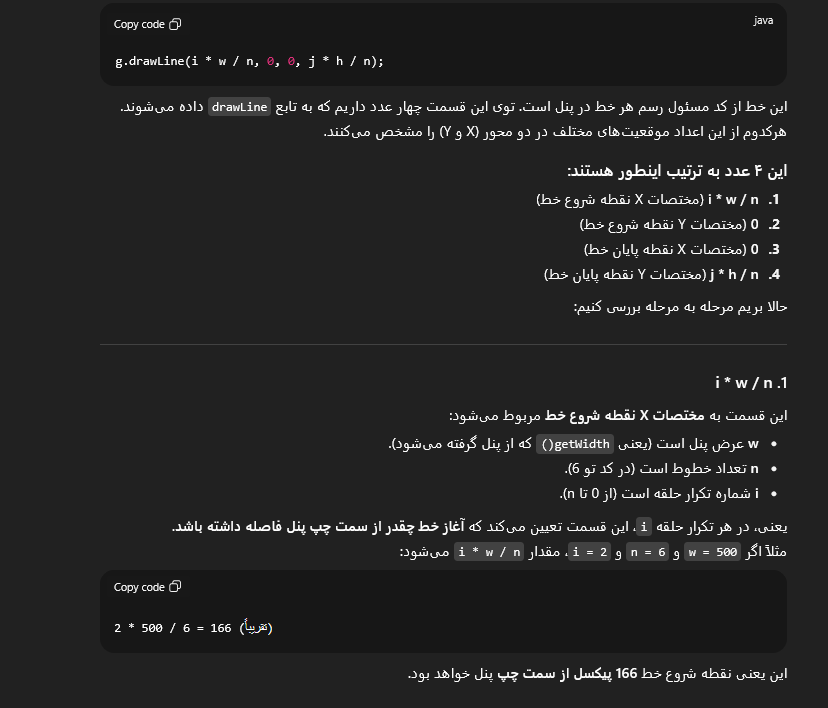 Copy code
java
g.drawLine(i * w / n, 0, 0, j * h / n);
این خط از کد مسئول رسم هر خط در پنل است. توی این قسمت چهار عدد داریم که به تابع drawLine داده می‌شوند.
هرکدوم از این اعداد موقعیت‌های مختلف در دو محور (X و Y) را مشخص می‌کنند.
این ۴ عدد به ترتیب اینطور هستند:
1. i * w / n (مختصات X نقطه شروع خط)
2. 0 (مختصات Y نقطه شروع خط)
3. 0 (مختصات X نقطه پایان خط)
4. j * h / n (مختصات Y نقطه پایان خط)
حالا بریم مرحله به مرحله بررسی کنیم:
1. i * w / n
این قسمت به مختصات X نقطه شروع خط مربوط می‌شود:
• w عرض پنل است (یعنی getWidth() که از پنل گرفته می‌شود).
• n تعداد خطوط است (در کد تو 6).
• i شماره تکرار حلقه است (از 0 تا n).
یعنی، در هر تکرار حلقه i، این قسمت تعیین می‌کند که آغاز خط چقدر از سمت چپ پنل فاصله داشته باشد.
مثلاً اگر w = 500 و n = 6 و i = 2، مقدار i * w / n می‌شود:
Copy code
2 * 500 / 6 = 166 (تقریباً)
این یعنی نقطه شروع خط 166 پیکسل از سمت چپ پنل خواهد بود.